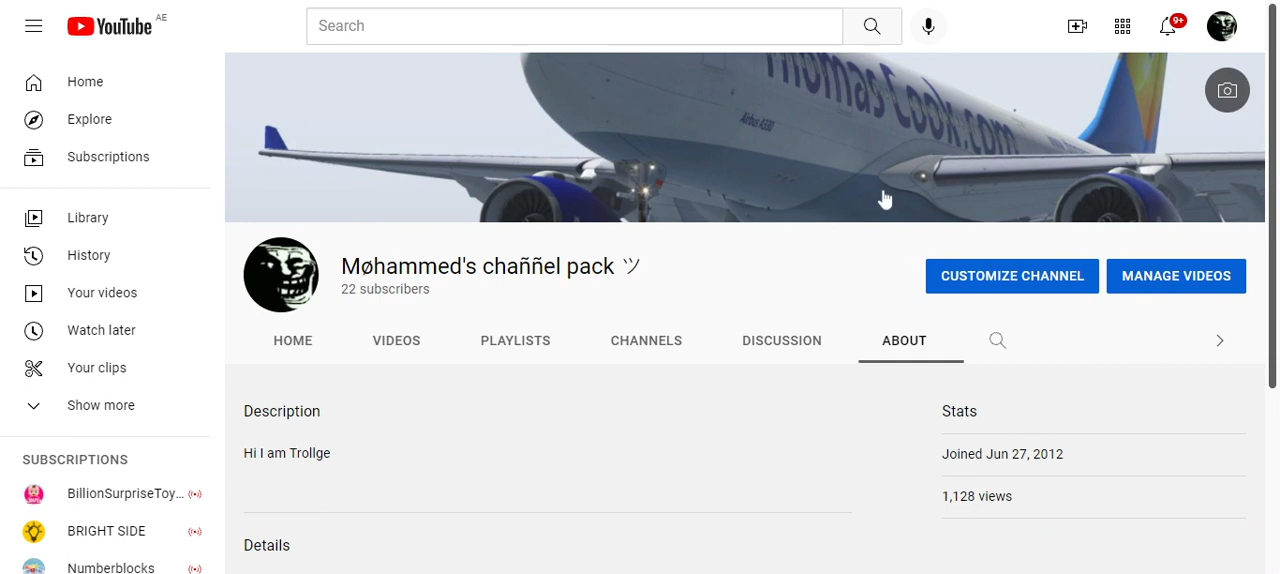 YouTube AE
Search
9+
Home
Explore
Subscriptions
Library
History
Your videos
Watch later
Your clips
Show more
SUBSCRIPTIONS
BillionSurpriseToy...
BRIGHT SIDE
Numberblocks
Thomas Cook.com
Airbus A330
Møhammed's chaññel pack ツ
22 subscribers
CUSTOMIZE CHANNEL
MANAGE VIDEOS
HOME VIDEOS PLAYLISTS CHANNELS DISCUSSION ABOUT
Description
Hi I am Trollge
Details
Stats
Joined Jun 27, 2012
1,128 views